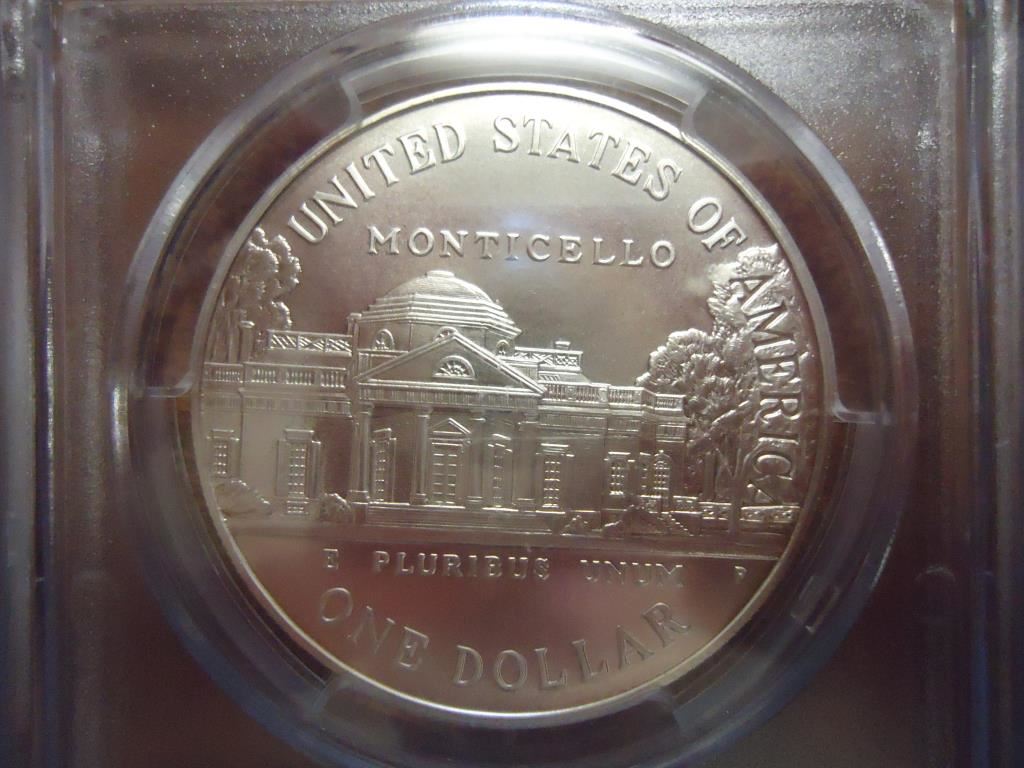 UNITED STATES OF AMERICA
MONTICELLO
E PLURIBUS UNUM P
ONE DOLLAR